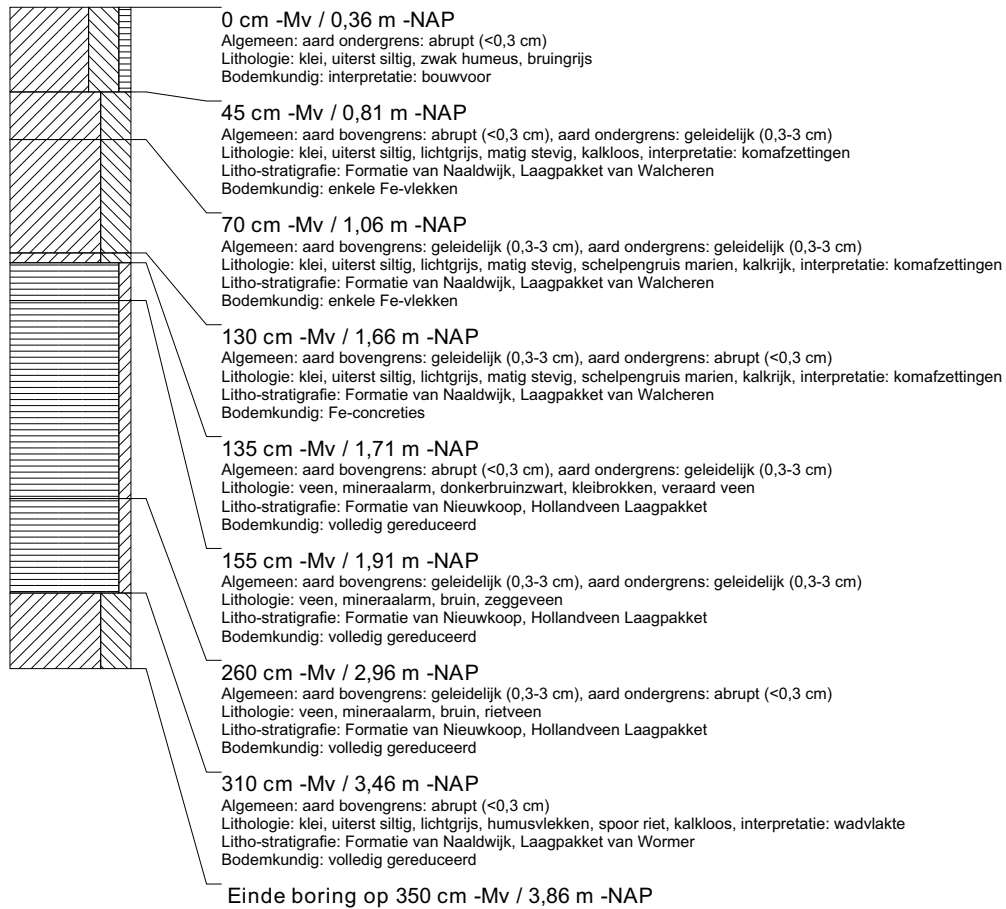 0 cm -Mv / 0,36 m -NAP
Algemeen: aard ondergrens: abrupt (<0,3 cm)
Lithologie: klei, uiterst siltig, zwak humeus, bruingrijs
Bodemkundig: interpretatie: bouwvoor
45 cm -Mv / 0,81 m -NAP
Algemeen: aard bovengrens: abrupt (<0,3 cm), aard ondergrens: geleidelijk (0,3-3 cm)
Lithologie: klei, uiterst siltig, lichtgrijs, matig stevig, kalkloos, interpretatie: komafzettingen
Litho-stratigrafie: Formatie van Naaldwijk, Laagpakket van Walcheren
Bodemkundig: enkele Fe-vlekken
70 cm -Mv / 1,06 m -NAP
Algemeen: aard bovengrens: geleidelijk (0,3-3 cm), aard ondergrens: geleidelijk (0,3-3 cm)
Lithologie: klei, uiterst siltig, lichtgrijs, matig stevig, schelpengruis marien, kalkrijk, interpretatie: komafzettingen
Litho-stratigrafie: Formatie van Naaldwijk, Laagpakket van Walcheren
Bodemkundig: enkele Fe-vlekken
130 cm -Mv / 1,66 m -NAP
Algemeen: aard bovengrens: geleidelijk (0,3-3 cm), aard ondergrens: abrupt (<0,3 cm)
Lithologie: klei, uiterst siltig, lichtgrijs, matig stevig, schelpengruis marien, kalkrijk, interpretatie: komafzettingen
Litho-stratigrafie: Formatie van Naaldwijk, Laagpakket van Walcheren
Bodemkundig: Fe-concreties
135 cm -Mv / 1,71 m -NAP
Algemeen: aard bovengrens: abrupt (<0,3 cm), aard ondergrens: geleidelijk (0,3-3 cm)
Lithologie: veen, mineraalarm, donkerbruinzwart, kleibrokken, veraard veen
Litho-stratigrafie: Formatie van Nieuwkoop, Hollandveen Laagpakket
Bodemkundig: volledig gereduceerd
155 cm -Mv / 1,91 m -NAP
Algemeen: aard bovengrens: geleidelijk (0,3-3 cm), aard ondergrens: geleidelijk (0,3-3 cm)
Lithologie: veen, mineraalarm, bruin, zeggeveen
Litho-stratigrafie: Formatie van Nieuwkoop, Hollandveen Laagpakket
Bodemkundig: volledig gereduceerd
260 cm -Mv / 2,96 m -NAP
Algemeen: aard bovengrens: geleidelijk (0,3-3 cm), aard ondergrens: abrupt (<0,3 cm)
Lithologie: veen, mineraalarm, bruin, rietveen
Litho-stratigrafie: Formatie van Nieuwkoop, Hollandveen Laagpakket
Bodemkundig: volledig gereduceerd
310 cm -Mv / 3,46 m -NAP
Algemeen: aard bovengrens: abrupt (<0,3 cm)
Lithologie: klei, uiterst siltig, lichtgrijs, humusvlekken, spoor riet, kalkloos, interpretatie: wadvlakte
Litho-stratigrafie: Formatie van Naaldwijk, Laagpakket van Wormer
Bodemkundig: volledig gereduceerd
Einde boring op 350 cm -Mv / 3,86 m -NAP